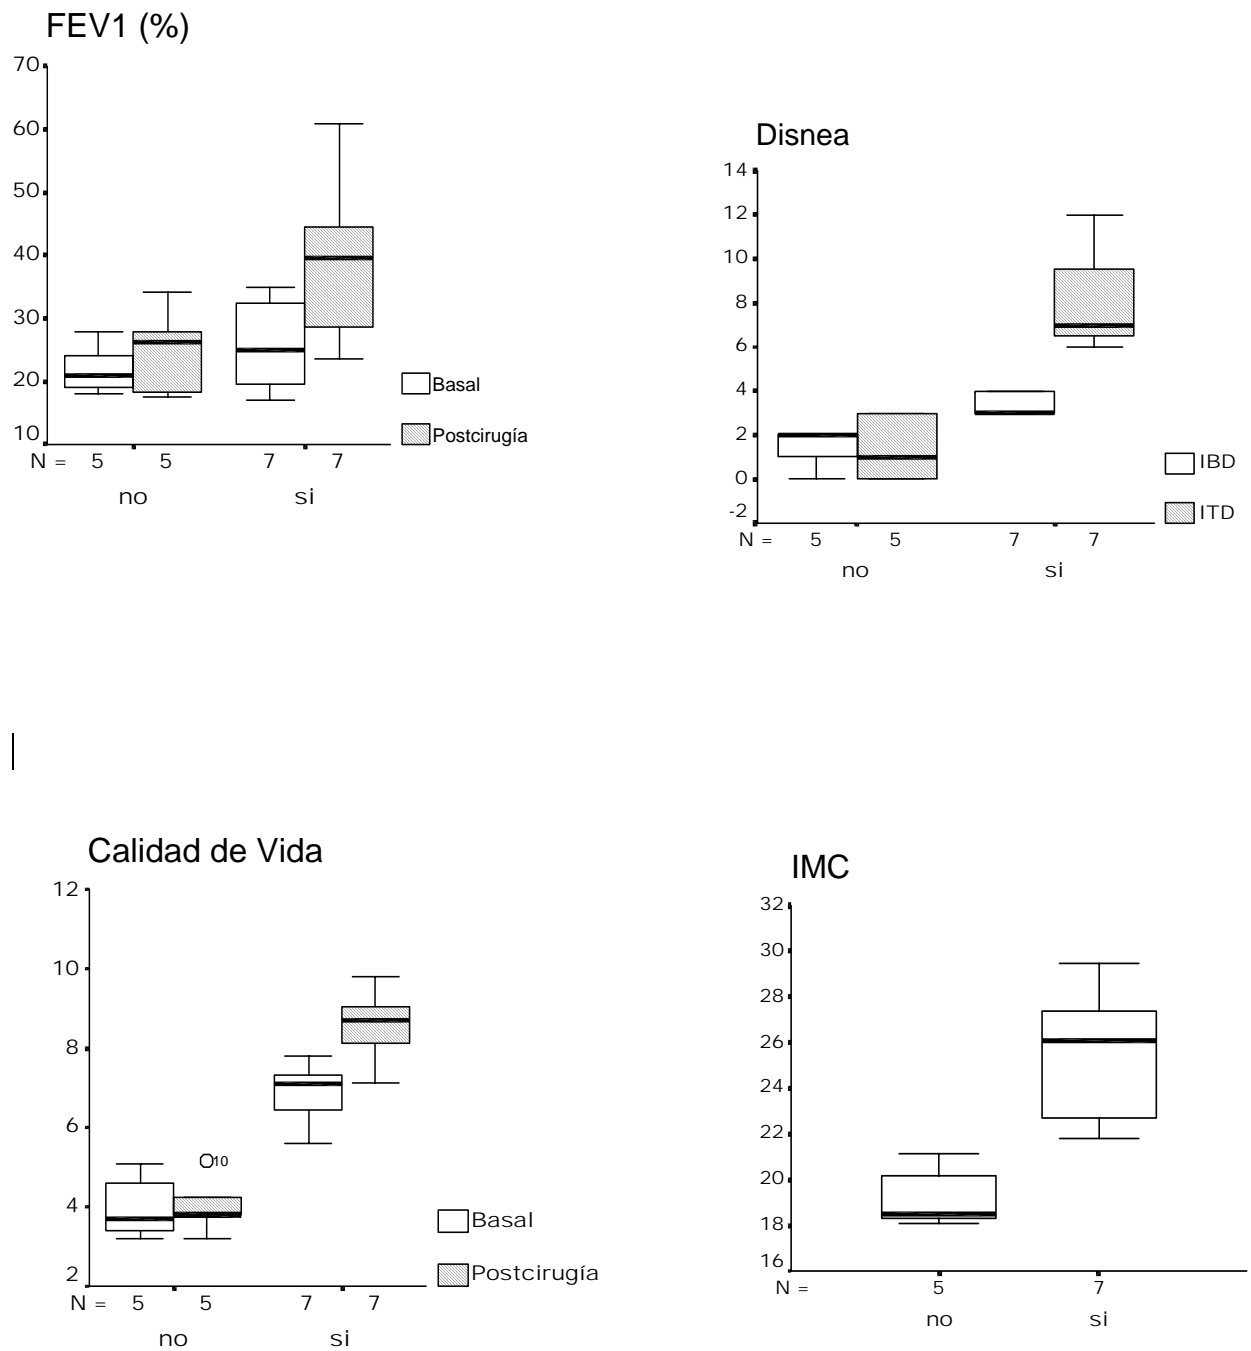 FEV1 (%)
70
60
50
40
30
20
10
N = 5 5 7 7
no si
Basal
Postcirugía
Disnea
14
12
10
8
6
4
2
0
-2
N = 5 5 7 7
no si
IBD
ITD
Calidad de Vida
12
10
8
6
4
2
10
N = 5 5 7 7
no si
Basal
Postcirugía
IMC
32
30
28
26
24
22
20
18
16
N = 5 7
no si